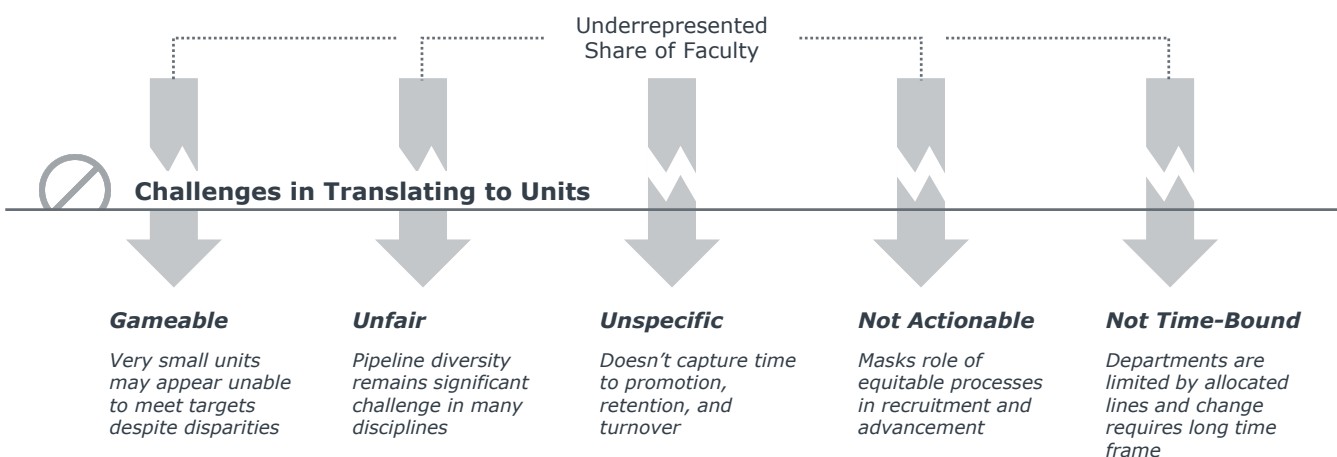 Underrepresented
Share of Faculty
Challenges in Translating to Units
Gameable
Very small units
may appear unable
to meet targets
despite disparities
Unfair
Pipeline diversity
remains significant
challenge in many
disciplines
Unspecific
Doesn’t capture time
to promotion,
retention, and
turnover
Not Actionable
Masks role of
equitable processes
in recruitment and
advancement
Not Time-Bound
Departments are
limited by allocated
lines and change
requires long time
frame